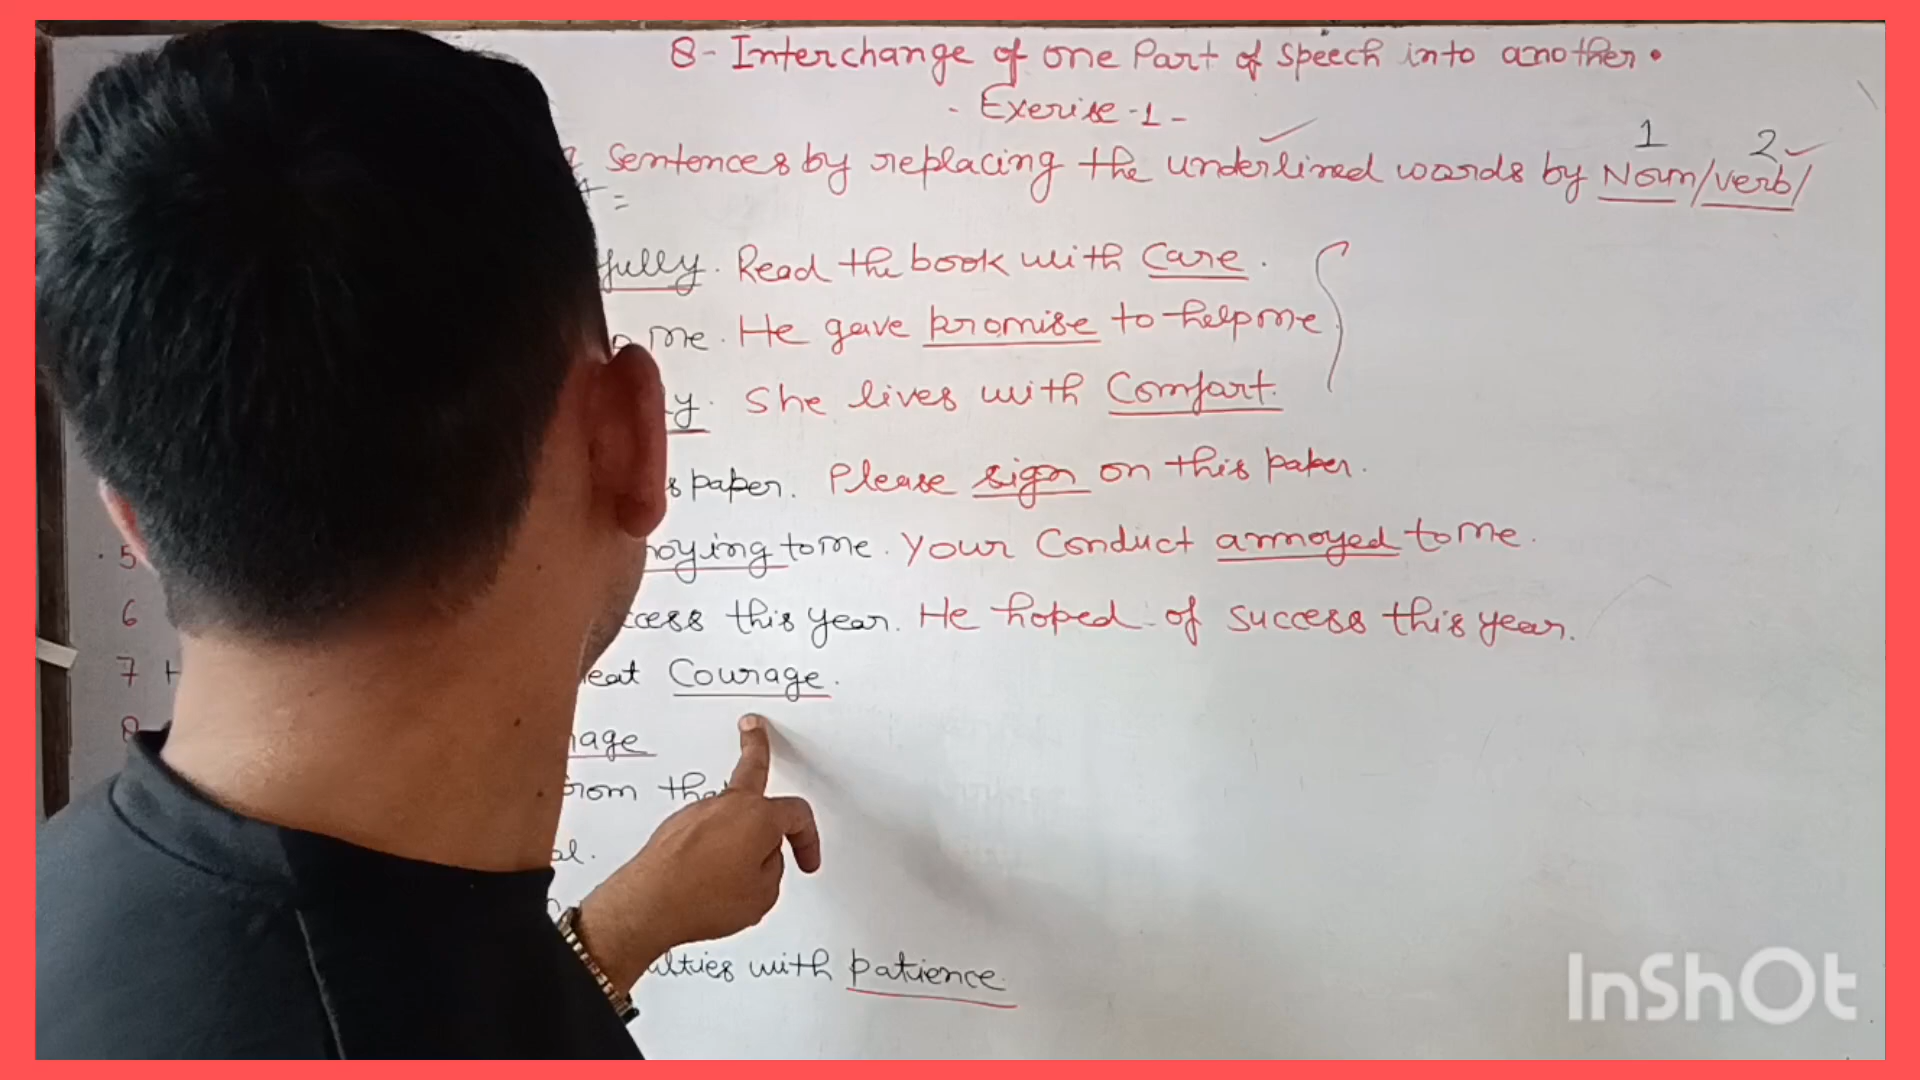 8 - Interchange of one Part of speech into another.
- Exerise - 1 -
1 2
sentences by replacing the underlined words by Noun/verb/
fully. Read the book with Care.
me. He gave promise to help me
y. She lives with Comfort.
s paper. Please sign on this paper.
5 noying to me. Your Conduct annoyed to me.
6 ccess this year. He hoped of success this year.
7 H eat Courage.
8 nage
from tha
al.
ulties with patience.
InShOt